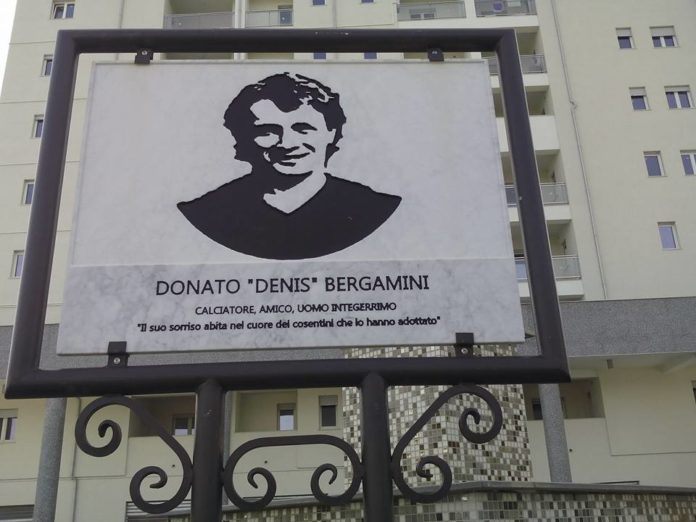 DONATO "DENIS" BERGAMINI
CALCIATORE, AMICO, UOMO INTEGERRIMO
"Il suo sorriso abita nel cuore dei cosentini che lo hanno adottato"